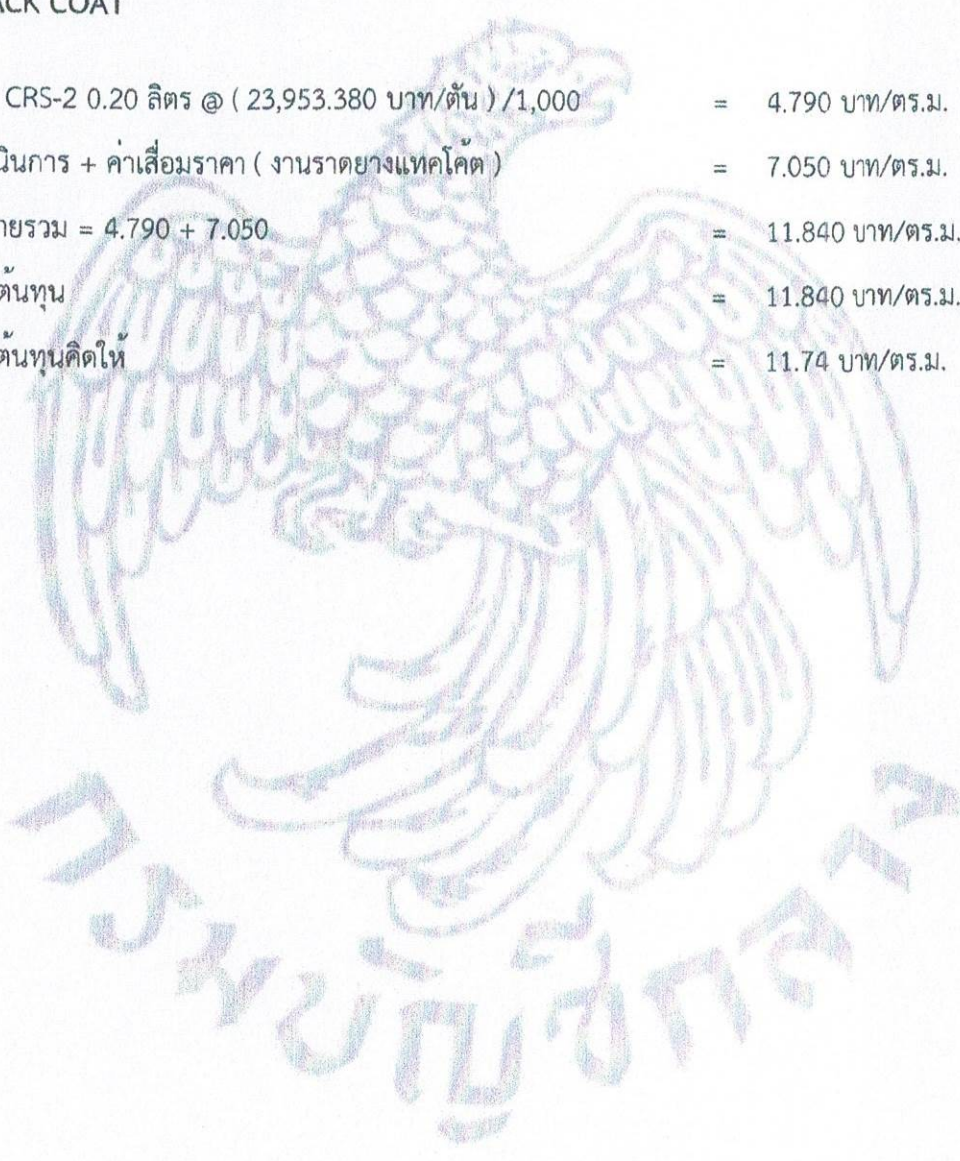 ACK COAT
CRS-2 0.20 ลิตร @ ( 23,953.380 บาท/ตัน ) /1,000 = 4.790 บาท/ตร.ม.
นินการ + ค่าเสื่อมราคา ( งานราดยางแทคโค้ต ) = 7.050 บาท/ตร.ม.
ายรวม = 4.790 + 7.050 = 11.840 บาท/ตร.ม.
ต้นทุน = 11.840 บาท/ตร.ม.
ต้นทุนคิดให้ = 11.74 บาท/ตร.ม.
กรมบัญชีกลาง